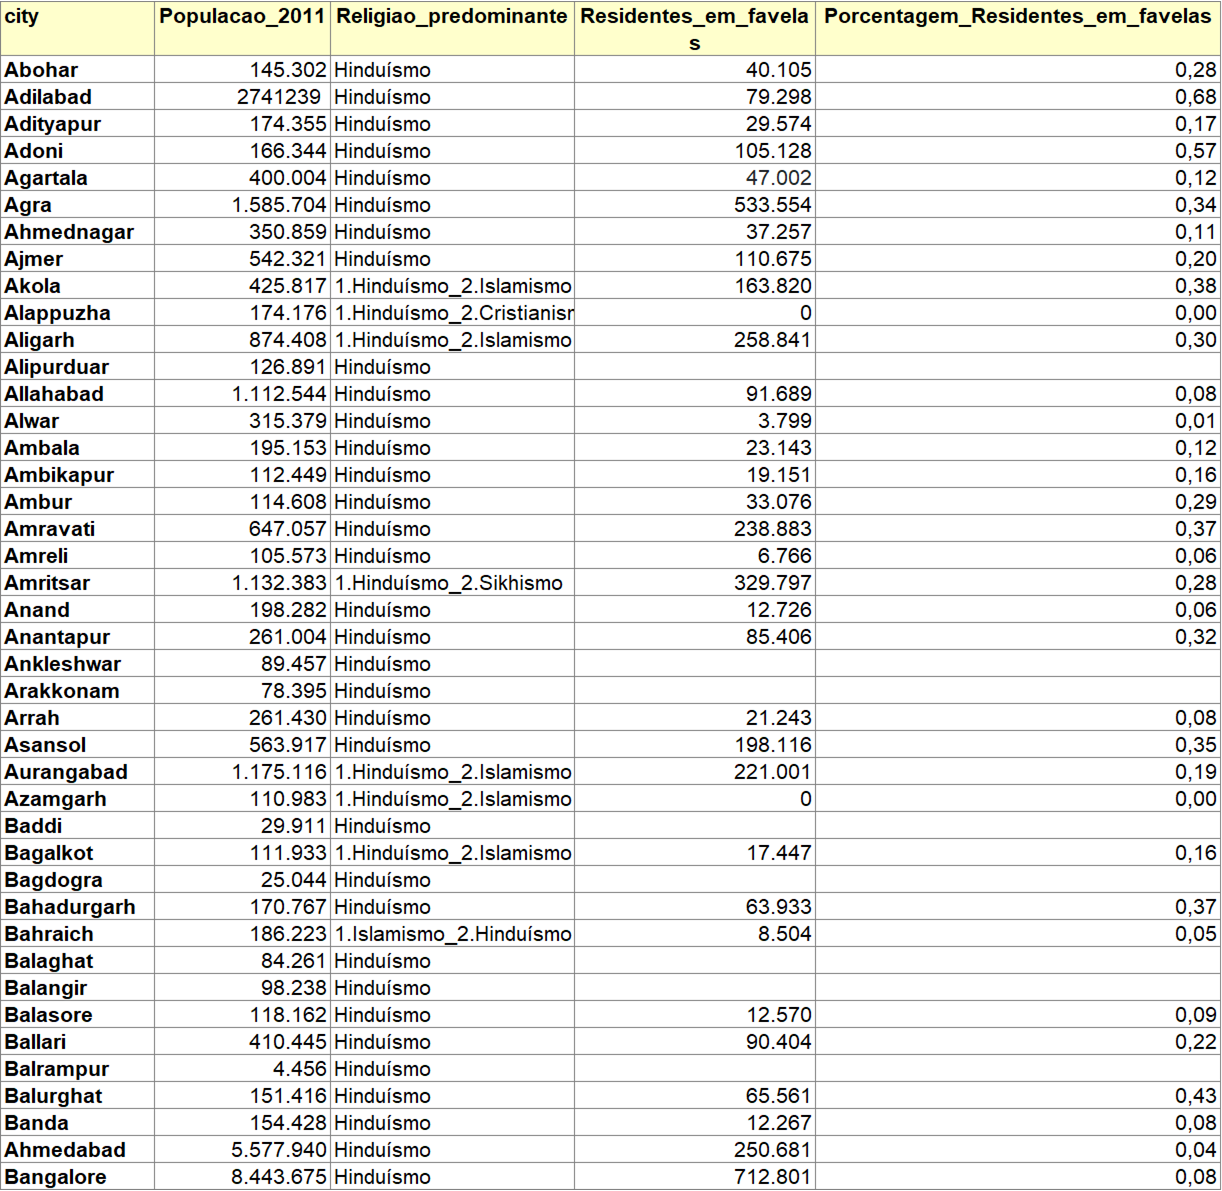 city Populacao_2011 Religiao_predominante Residentes_em_favela Porcentagem_Residentes_em_favelas
s
Abohar 145.302 Hinduísmo 40.105 0,28
Adilabad 2741239 Hinduísmo 79.298 0,68
Adityapur 174.355 Hinduísmo 29.574 0,17
Adoni 166.344 Hinduísmo 105.128 0,57
Agartala 400.004 Hinduísmo 47.002 0,12
Agra 1.585.704 Hinduísmo 533.554 0,34
Ahmednagar 350.859 Hinduísmo 37.257 0,11
Ajmer 542.321 Hinduísmo 110.675 0,20
Akola 425.817 1.Hinduísmo_2.Islamismo 163.820 0,38
Alappuzha 174.176 1.Hinduísmo_2.Cristianisr 0 0,00
Aligarh 874.408 1.Hinduísmo_2.Islamismo 258.841 0,30
Alipurduar 126.891 Hinduísmo
Allahabad 1.112.544 Hinduísmo 91.689 0,08
Alwar 315.379 Hinduísmo 3.799 0,01
Ambala 195.153 Hinduísmo 23.143 0,12
Ambikapur 112.449 Hinduísmo 19.151 0,16
Ambur 114.608 Hinduísmo 33.076 0,29
Amravati 647.057 Hinduísmo 238.883 0,37
Amreli 105.573 Hinduísmo 6.766 0,06
Amritsar 1.132.383 1.Hinduísmo_2.Sikhismo 329.797 0,28
Anand 198.282 Hinduísmo 12.726 0,06
Anantapur 261.004 Hinduísmo 85.406 0,32
Ankleshwar 89.457 Hinduísmo
Arakkonam 78.395 Hinduísmo
Arrah 261.430 Hinduísmo 21.243 0,08
Asansol 563.917 Hinduísmo 198.116 0,35
Aurangabad 1.175.116 1.Hinduísmo_2.Islamismo 221.001 0,19
Azamgarh 110.983 1.Hinduísmo_2.Islamismo 0 0,00
Baddi 29.911 Hinduísmo
Bagalkot 111.933 1.Hinduísmo_2.Islamismo 17.447 0,16
Bagdogra 25.044 Hinduísmo
Bahadurgarh 170.767 Hinduísmo 63.933 0,37
Bahraich 186.223 1.Islamismo_2.Hinduísmo 8.504 0,05
Balaghat 84.261 Hinduísmo
Balangir 98.238 Hinduísmo
Balasore 118.162 Hinduísmo 12.570 0,09
Ballari 410.445 Hinduísmo 90.404 0,22
Balrampur 4.456 Hinduísmo
Balurghat 151.416 Hinduísmo 65.561 0,43
Banda 154.428 Hinduísmo 12.267 0,08
Ahmedabad 5.577.940 Hinduísmo 250.681 0,04
Bangalore 8.443.675 Hinduísmo 712.801 0,08